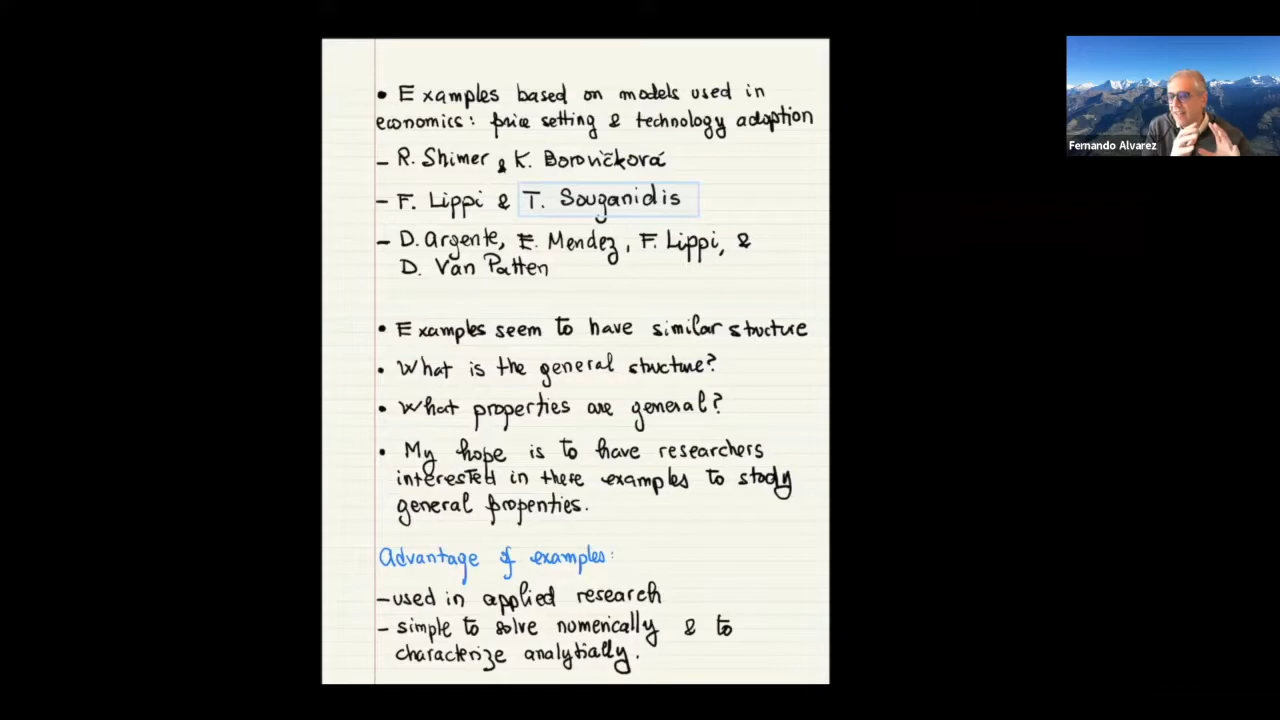 • Examples based on models used in
economics: price setting & technology adoption
– R. Shimer & K. Borovičková
– F. Lippi & T. Souganidis
– D. Argente, E. Mendez, F. Lippi, &
D. Van Patten
• Examples seem to have similar structure
• What is the general structure?
• What properties are general?
• My hope is to have researchers
interested in these examples to study
general properties.
Advantage of examples:
– used in applied research
– simple to solve numerically & to
characterize analytially.
Fernando Alvarez